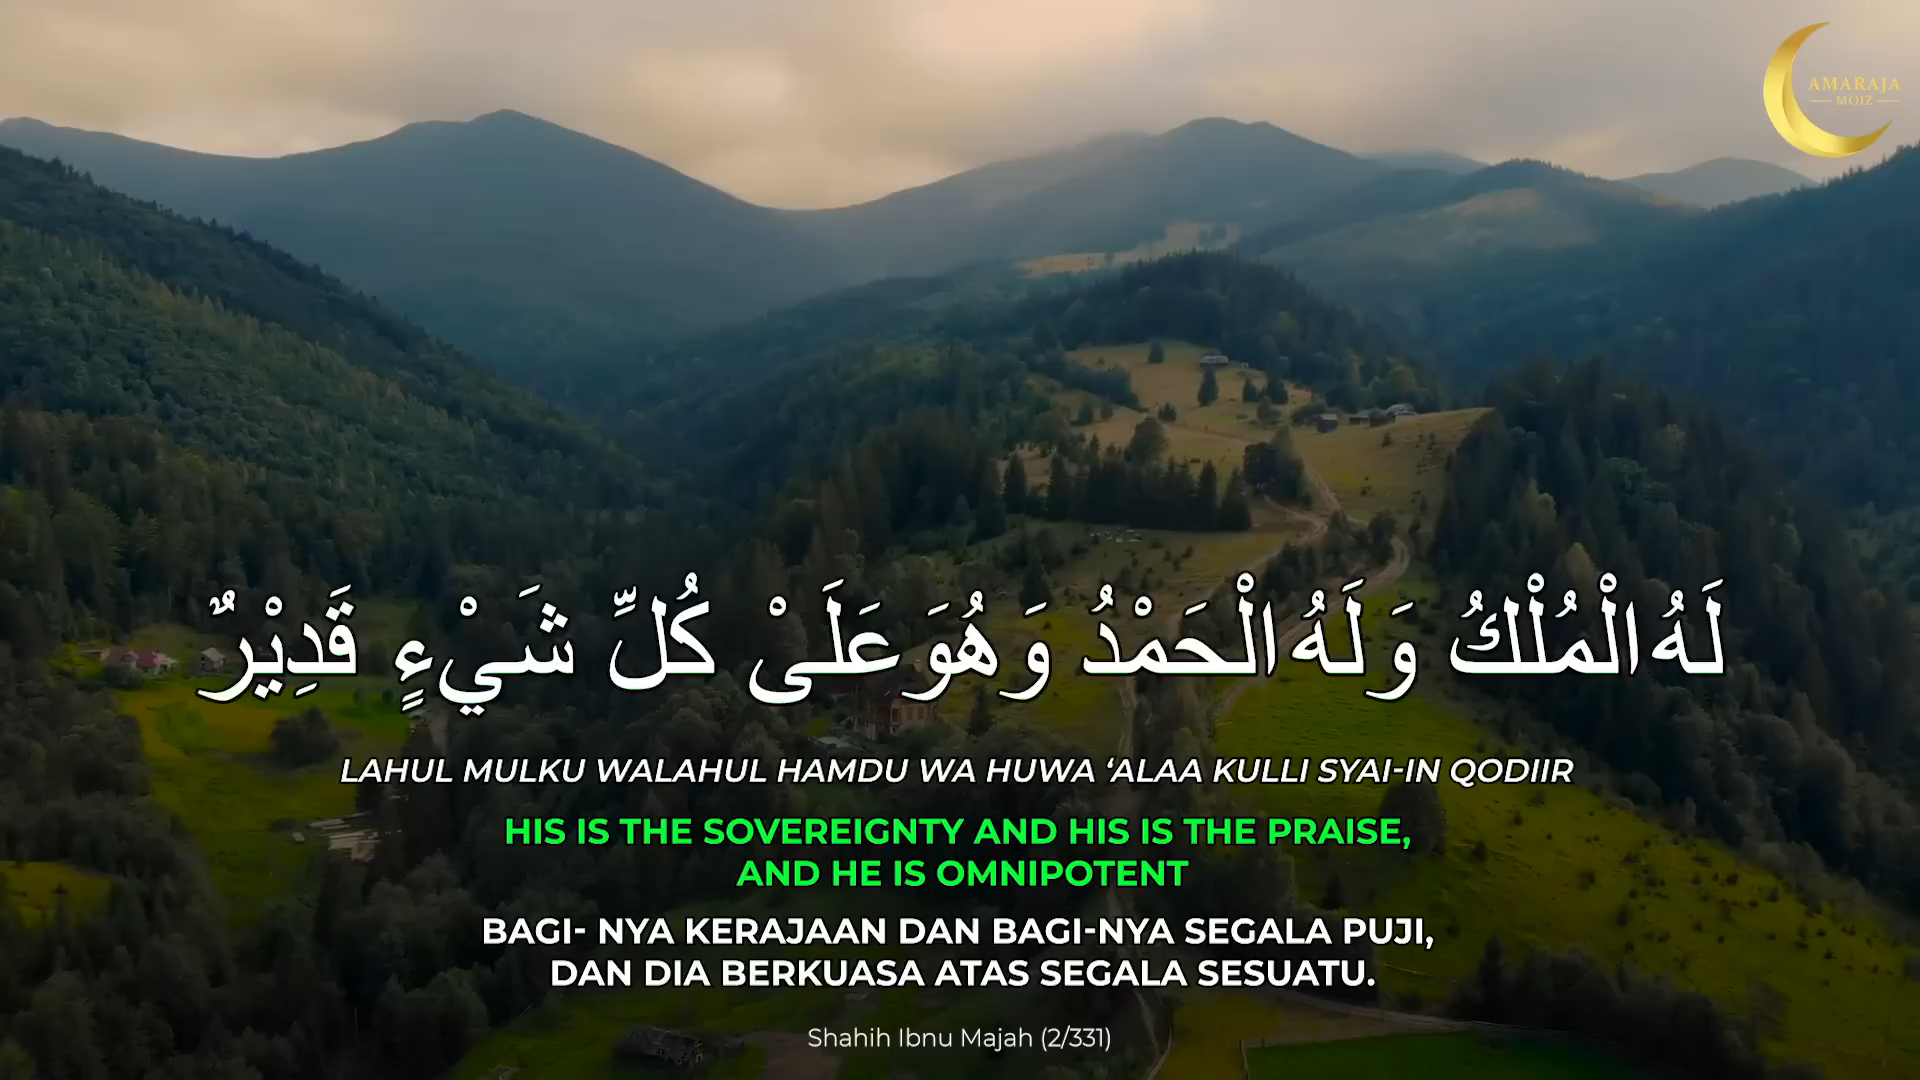 AMARAJA
MOIZ
لَهُ الْمُلْكُ وَلَهُ الْحَمْدُ وَهُوَ عَلَىْ كُلِّ شَيْءٍ قَدِيْرٌ
LAHUL MULKU WALAHUL HAMDU WA HUWA ‘ALAA KULLI SYAI-IN QODIIR
HIS IS THE SOVEREIGNTY AND HIS IS THE PRAISE,
AND HE IS OMNIPOTENT
BAGI- NYA KERAJAAN DAN BAGI-NYA SEGALA PUJI,
DAN DIA BERKUASA ATAS SEGALA SESUATU.
Shahih Ibnu Majah (2/331)